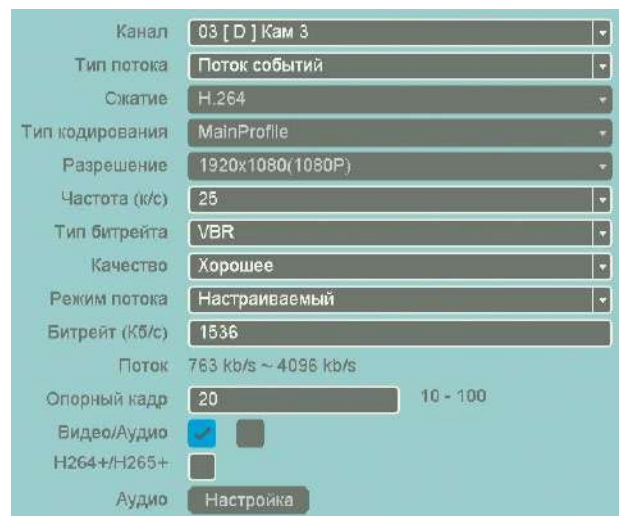 Канал 03 [ D ] Кам 3
Тип потока Поток событий
Сжатие H.264
Тип кодирования MainProfile
Разрешение 1920x1080(1080P)
Частота (к/с) 25
Тип битрейта VBR
Качество Хорошее
Режим потока Настраиваемый
Битрейт (Кб/с) 1536
Поток 763 kb/s ~ 4096 kb/s
Опорный кадр 20 10 - 100
Видео/Аудио
H264+/H265+
Аудио Настройка